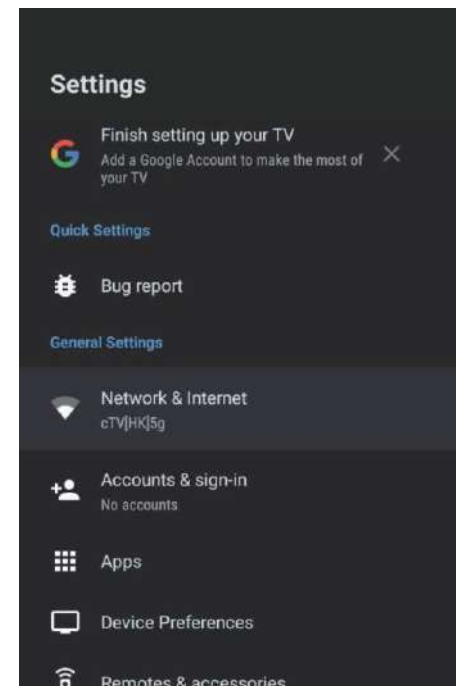 Settings
Finish setting up your TV
Add a Google Account to make the most of
your TV
Quick Settings
Bug report
General Settings
Network & Internet
cTV[HK]5g
Accounts & sign-in
No accounts
Apps
Device Preferences
Remotes & accessories